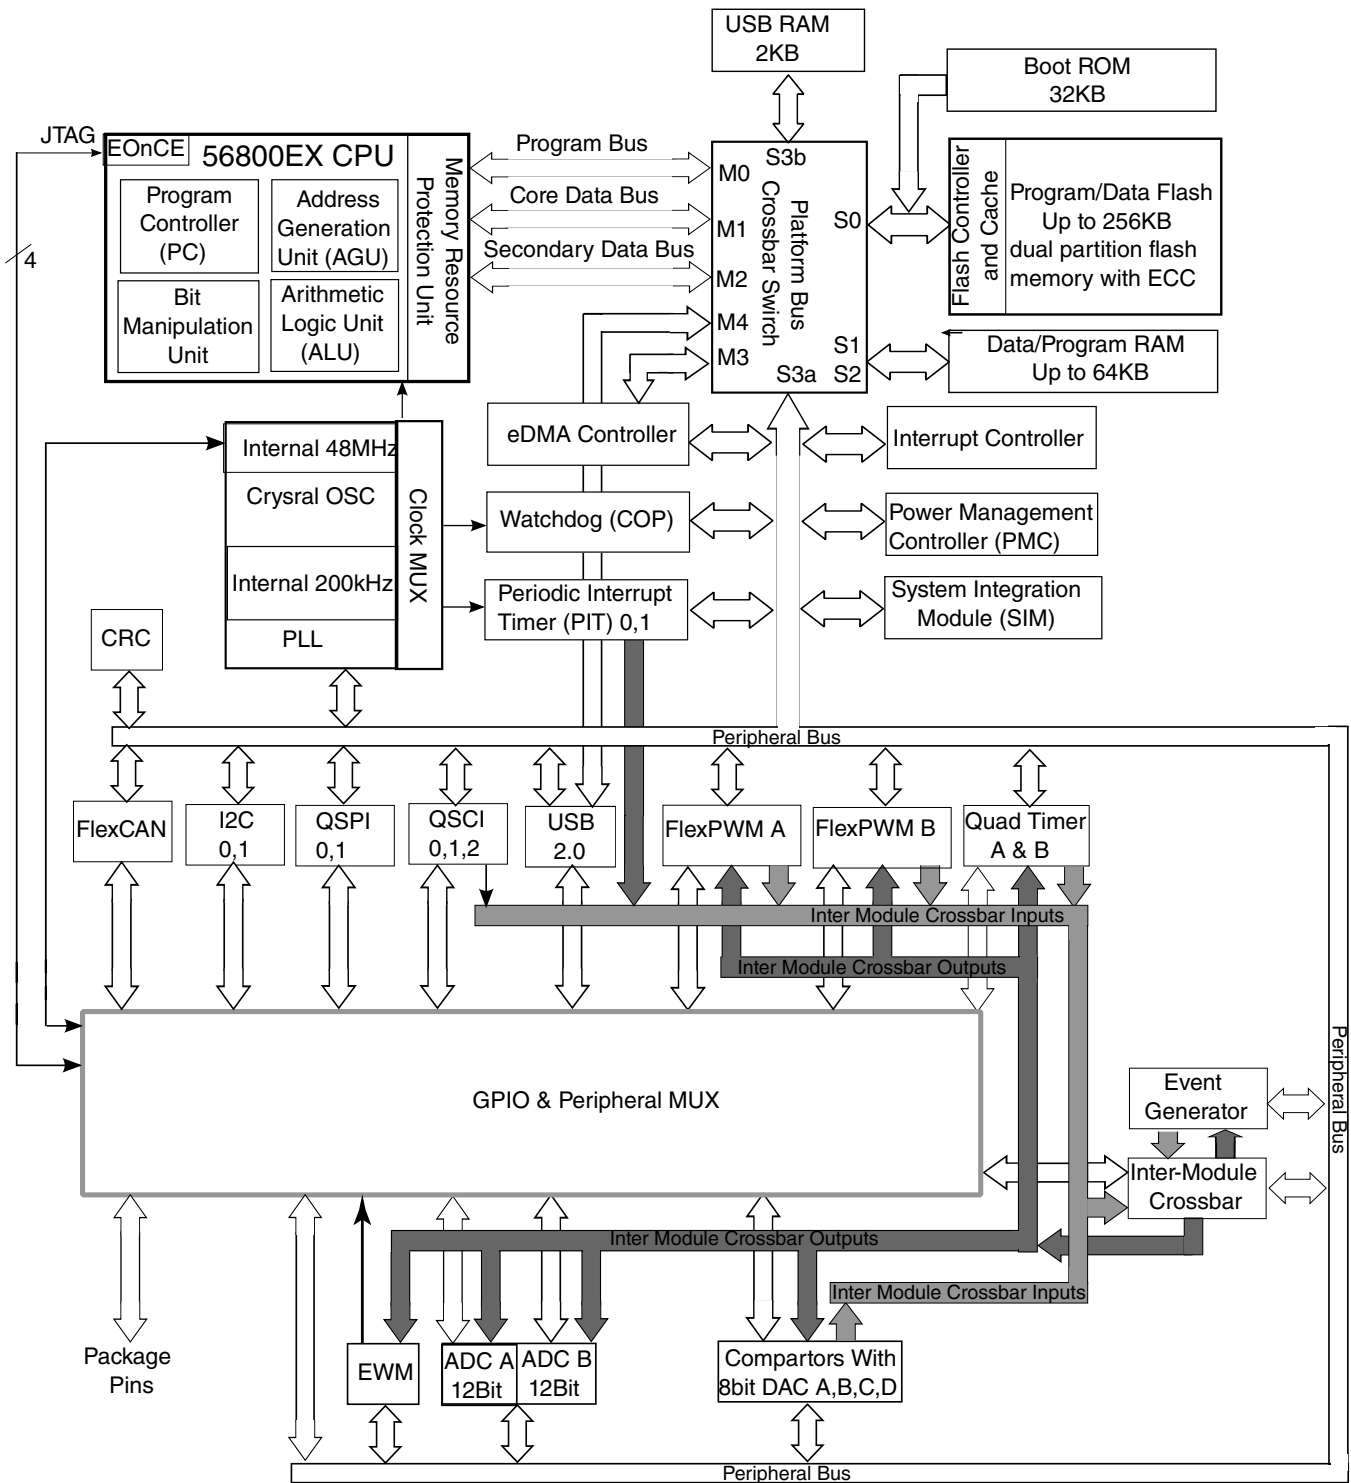 USB RAM
2KB
Boot ROM
32KB
JTAG
EOnCE
56800EX CPU
Program
Controller
(PC)
Address
Generation
Unit (AGU)
Bit
Manipulation
Unit
Arithmetic
Logic Unit
(ALU)
Memory Resource
Protection Unit
4
Program Bus
Core Data Bus
Secondary Data Bus
S3b
M0
M1
M2
M4
M3
Platform Bus
Crossbar Swirch
S0
S1
S2
S3a
Flash Controller
and Cache
Program/Data Flash
Up to 256KB
dual partition flash
memory with ECC
Data/Program RAM
Up to 64KB
Internal 48MHz
Crysral OSC
Internal 200kHz
PLL
Clock MUX
eDMA Controller
Watchdog (COP)
Periodic Interrupt
Timer (PIT) 0,1
Interrupt Controller
Power Management
Controller (PMC)
System Integration
Module (SIM)
CRC
Peripheral Bus
FlexCAN
I2C
0,1
QSPI
0,1
QSCI
0,1,2
USB
2.0
FlexPWM A
FlexPWM B
Quad Timer
A & B
Inter Module Crossbar Inputs
Inter Module Crossbar Outputs
GPIO & Peripheral MUX
Peripheral Bus
Event
Generator
Inter-Module
Crossbar
Inter Module Crossbar Outputs
Inter Module Crossbar Inputs
Package
Pins
EWM
ADC A
12Bit
ADC B
12Bit
Compartors With
8bit DAC A,B,C,D
Peripheral Bus